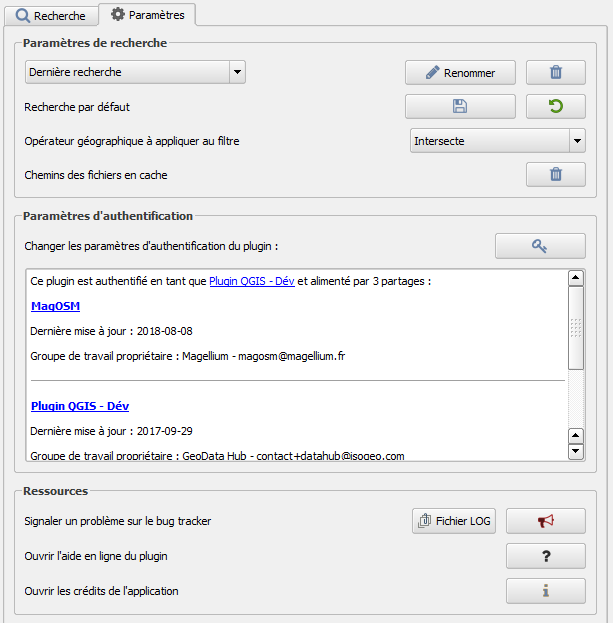 Recherche
Paramètres
Paramètres de recherche
Dernière recherche
Renommer
Recherche par défaut
Opérateur géographique à appliquer au filtre
Intersecte
Chemins des fichiers en cache
Paramètres d'authentification
Changer les paramètres d'authentification du plugin :
Ce plugin est authentifié en tant que Plugin QGIS - Dév et alimenté par 3 partages :
MagOSM
Dernière mise à jour : 2018-08-08
Groupe de travail propriétaire : Magellium - magosm@magellium.fr
Plugin QGIS - Dév
Dernière mise à jour : 2017-09-29
Groupe de travail propriétaire : GeoData Hub - contact+datahub@isogeo.com
Ressources
Signaler un problème sur le bug tracker
Fichier LOG
Ouvrir l'aide en ligne du plugin
?
Ouvrir les crédits de l'application
i